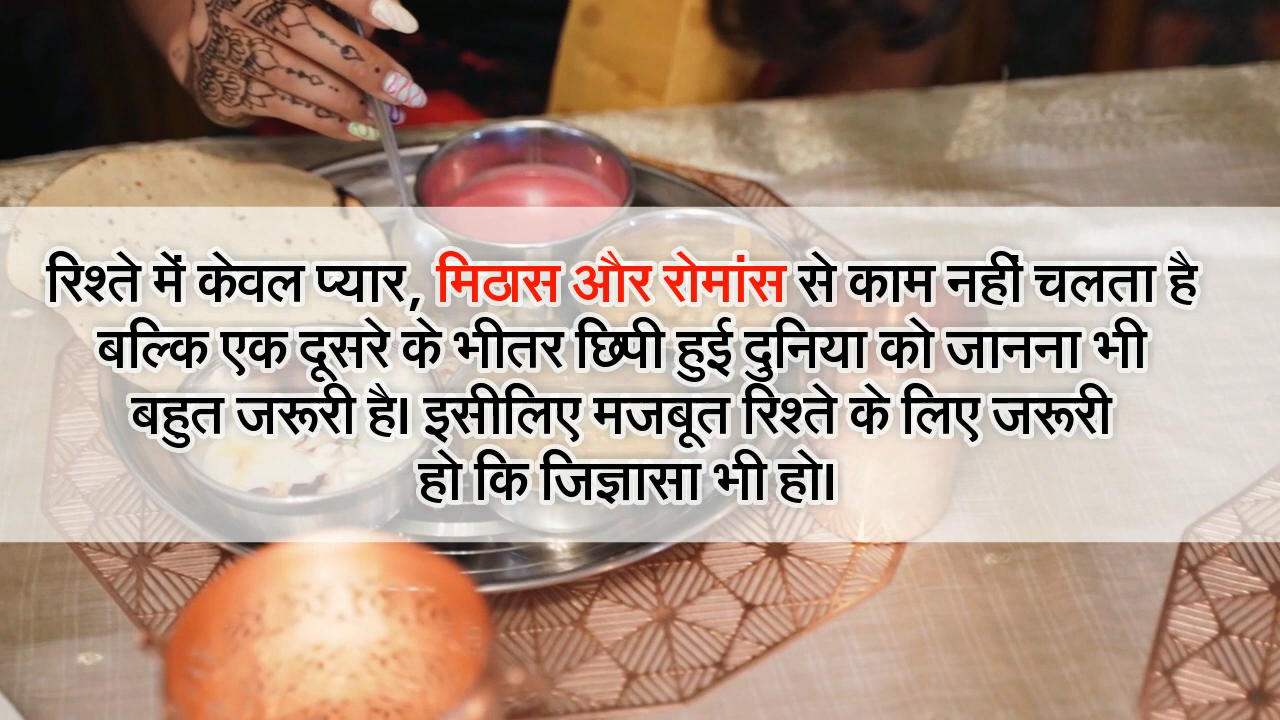 रिश्ते में केवल प्यार, मिठास और रोमांस से काम नहीं चलता है
बल्कि एक दूसरे के भीतर छिपी हुई दुनिया को जानना भी
बहुत जरूरी है। इसीलिए मजबूत रिश्ते के लिए जरूरी
हो कि जिज्ञासा भी हो।